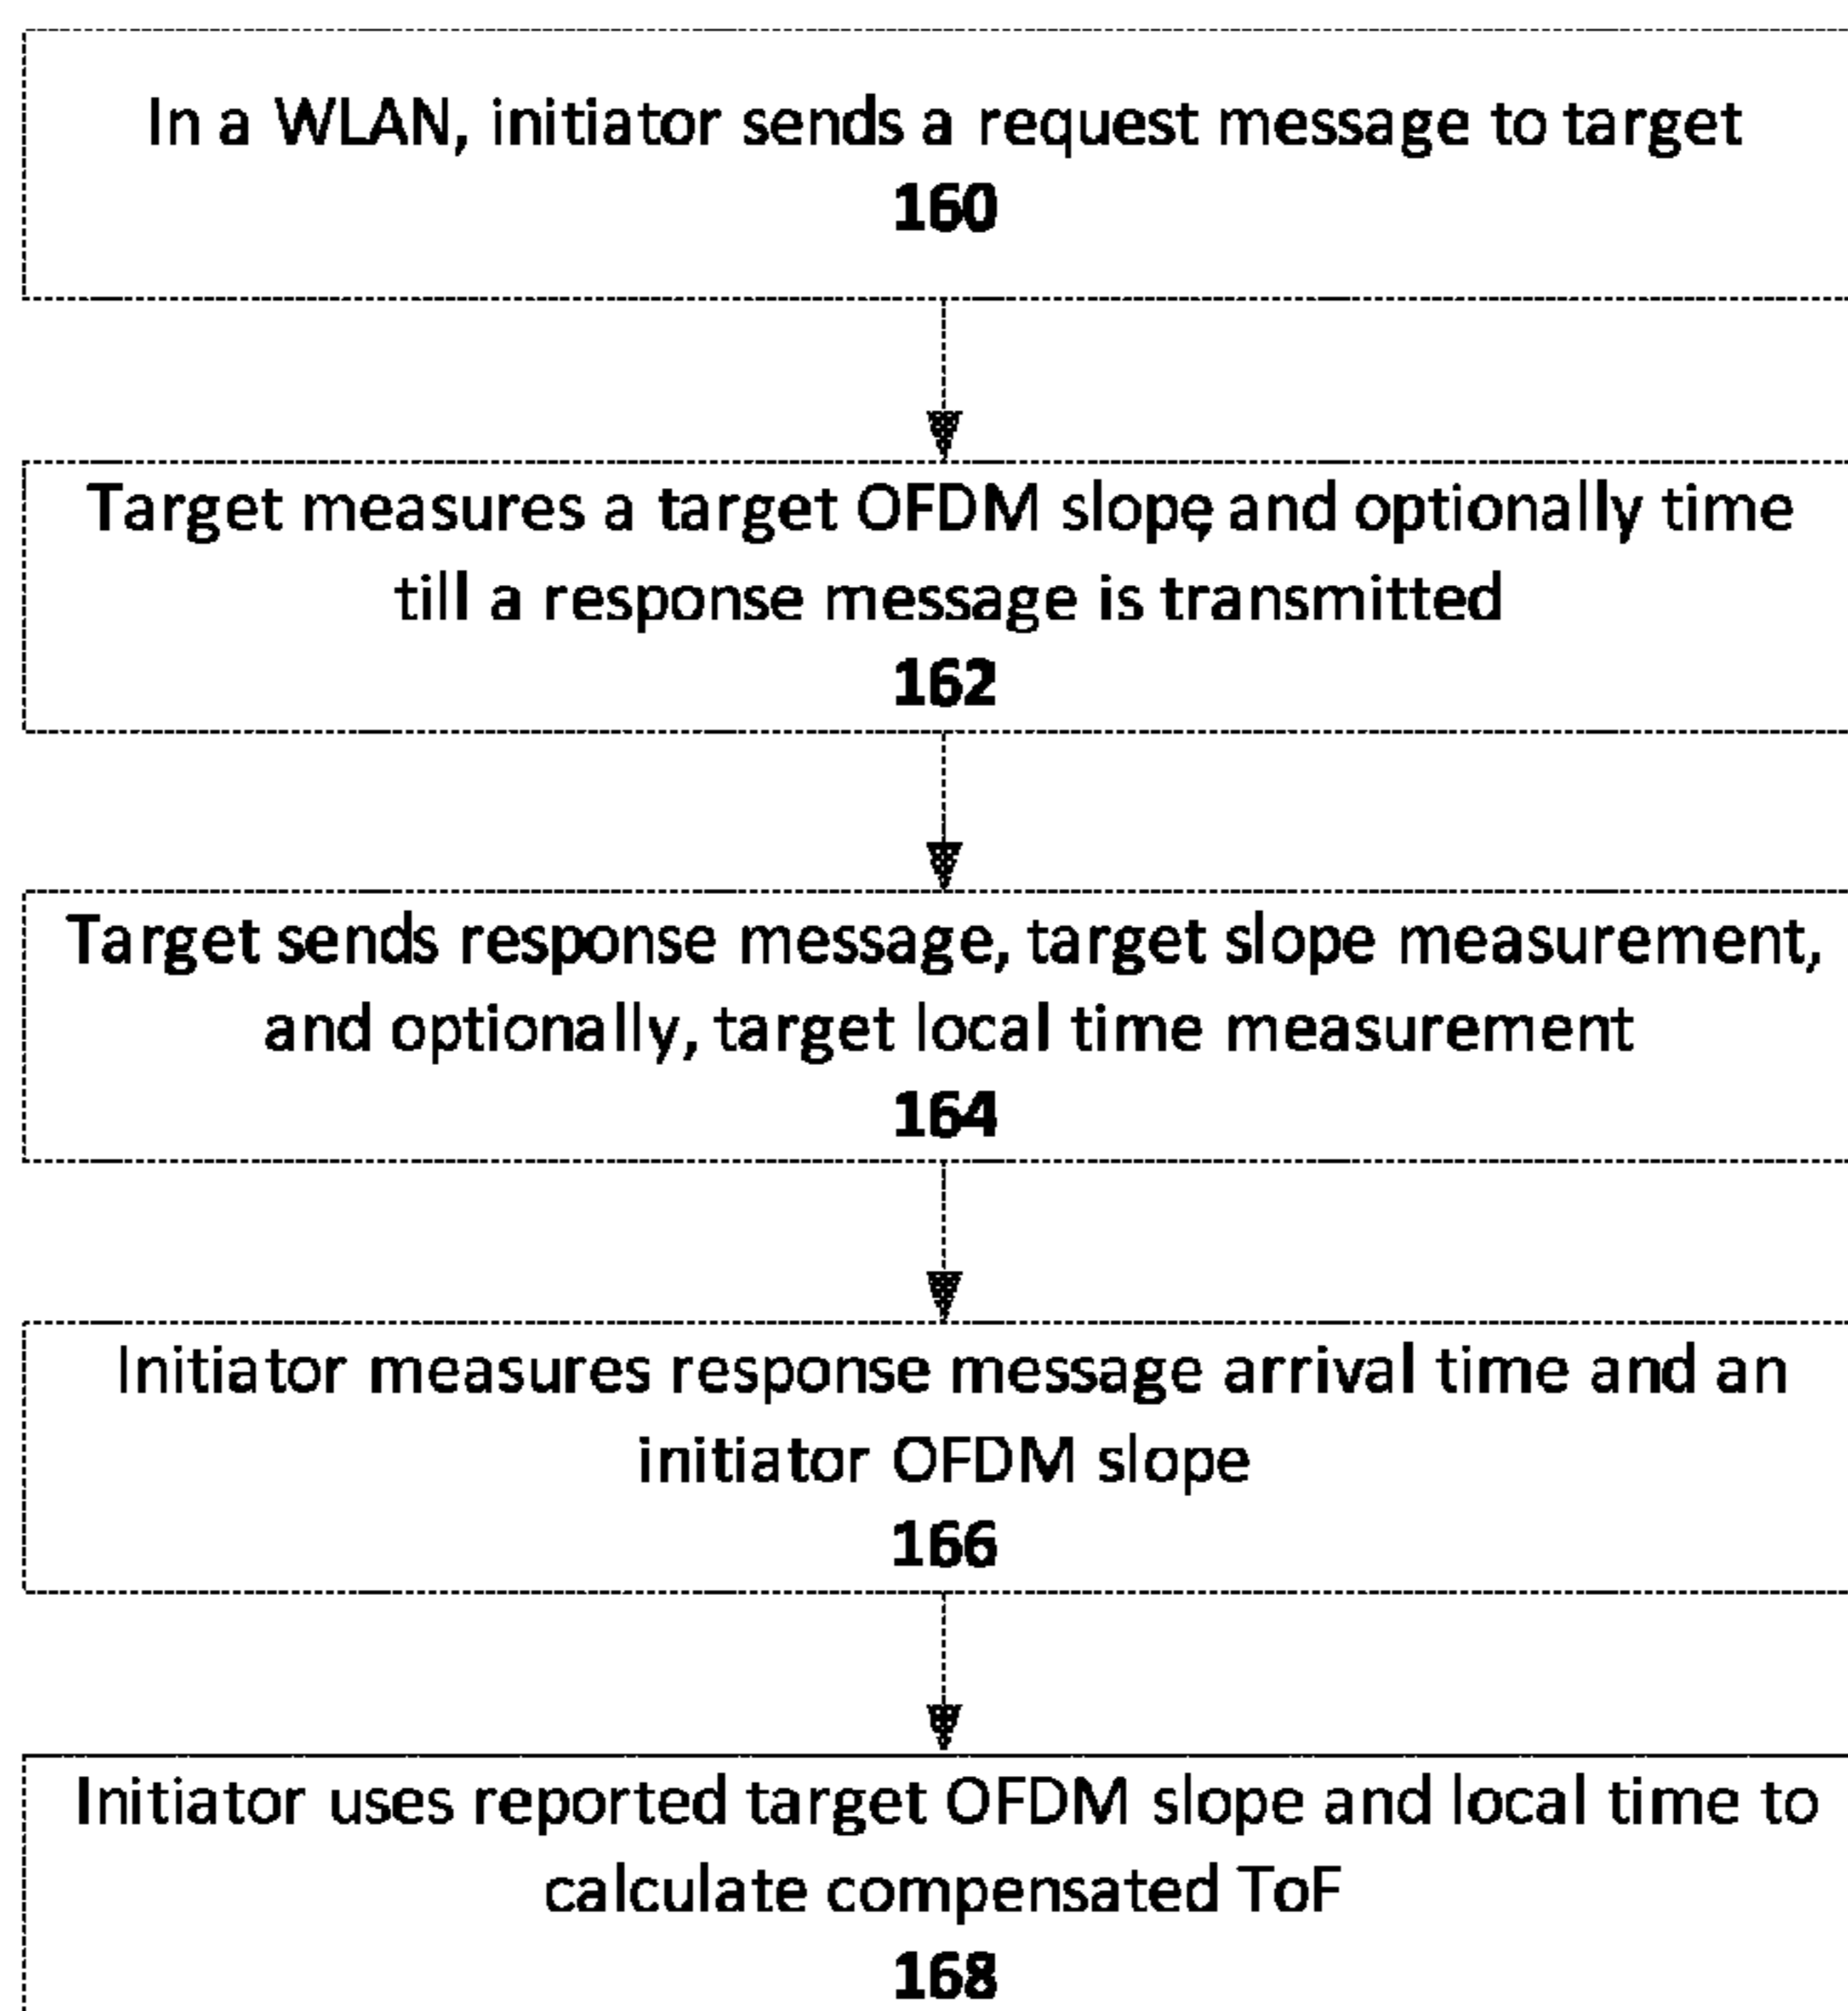 In a WLAN, initiator sends a request message to target
160
Target measures a target OFDM slope, and optionally time
till a response message is transmitted
162
Target sends response message, target slope measurement,
and optionally, target local time measurement
164
Initiator measures response message arrival time and an
initiator OFDM slope
166
Initiator uses reported target OFDM slope and local time to
calculate compensated ToF
168